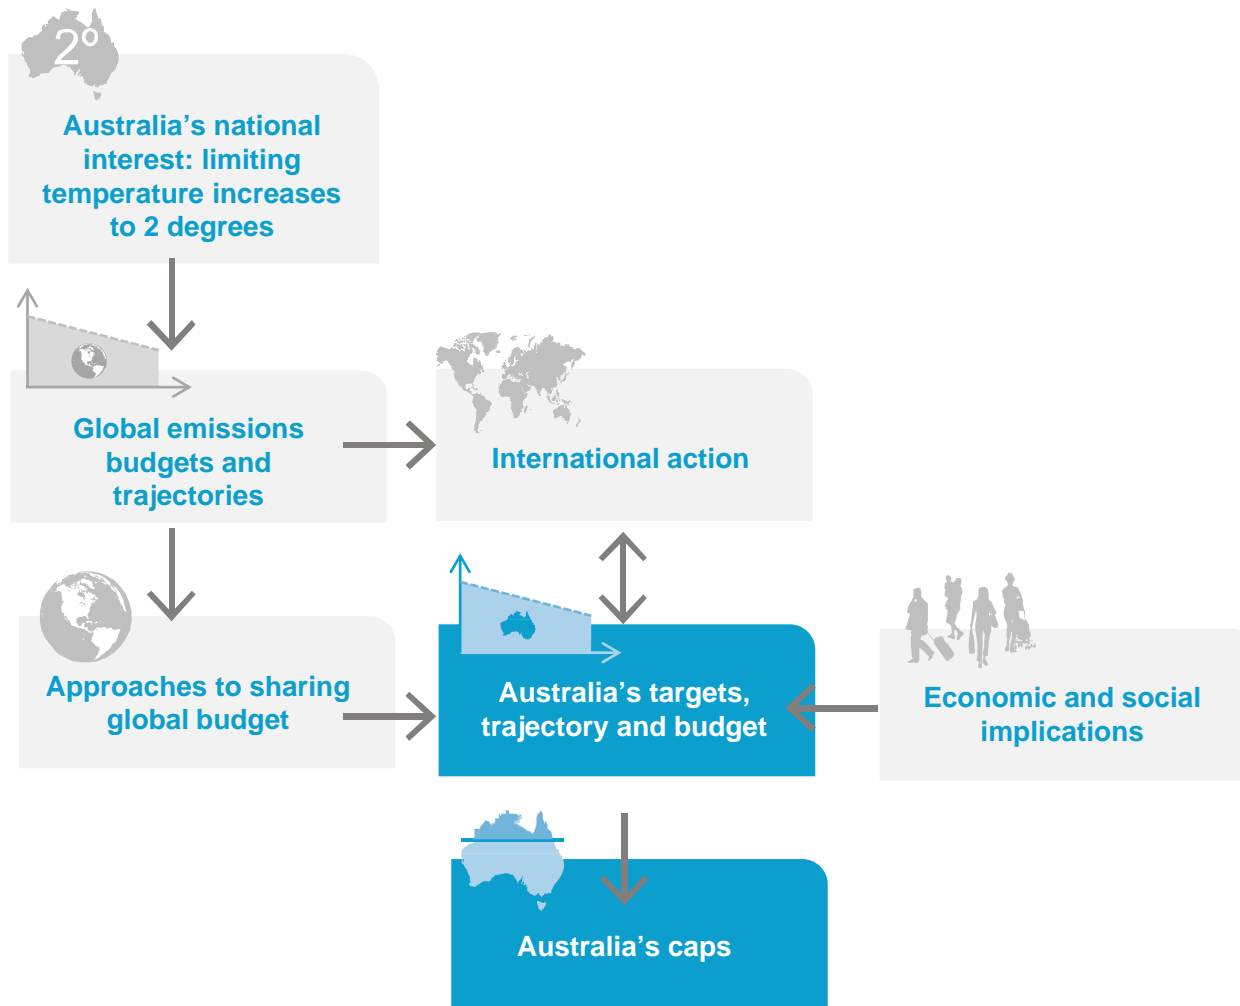 2º
Australia’s national
interest: limiting
temperature increases
to 2 degrees
Global emissions
budgets and
trajectories
International action
Approaches to sharing
global budget
Australia’s targets,
trajectory and budget
Economic and social
implications
Australia’s caps